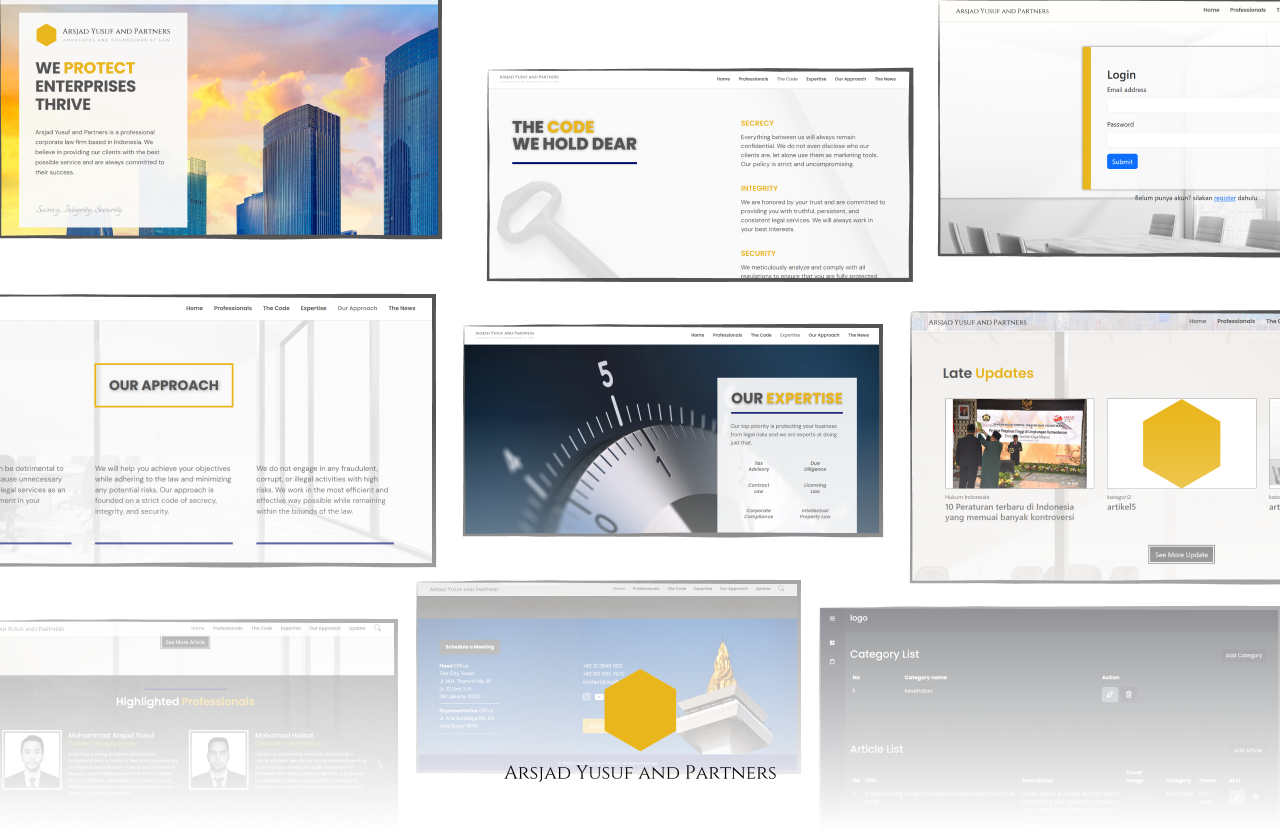 ARSJAD YUSUF AND PARTNERS
ADVOCATES AND COUNSELORS AT LAW
WE PROTECT
ENTERPRISES
THRIVE
Arsjad Yusuf and Partners is a professional
corporate law firm based in Indonesia. We
believe in providing our clients with the best
possible service and are always committed to
their success.
Secrecy, Integrity, Security
ARSJAD YUSUF AND PARTNERS
Home Professionals The Code Expertise Our Approach The News
THE CODE
WE HOLD DEAR
SECRECY
Everything between us will always remain
confidential. We do not even disclose who our
clients are, let alone use them as marketing tools.
Our policy is strict and uncompromising.
INTEGRITY
We are honored by your trust and are committed to
providing you with truthful, persistent, and
consistent legal services. We will always work in
your best interests.
SECURITY
We meticulously analyze and comply with all
regulations to ensure that you are fully protected.
ARSJAD YUSUF AND PARTNERS
Home Professionals
Login
Email address
Password
Submit
Belum punya akun? silakan register dahulu
Home Professionals The Code Expertise Our Approach The News
OUR APPROACH
n be detrimental to
ause unnecessary
legal services as an
ment in your
We will help you achieve your objectives
while adhering to the law and minimizing
any potential risks. Our approach is
founded on a strict code of secrecy,
integrity, and security.
We do not engage in any fraudulent,
corrupt, or illegal activities with high
risks. We work in the most efficient and
effective way possible while remaining
within the bounds of the law.
ARSJAD YUSUF AND PARTNERS
Home Professionals The Code Expertise Our Approach The News
5
4
1
0
OUR EXPERTISE
Our top priority is protecting your business
from legal risks and we are experts at doing
just that.
Tax
Advisory
Due
Diligence
Contract
Law
Licensing
Law
Corporate
Compliance
Intellectual
Property Law
ARSJAD YUSUF AND PARTNERS
Home Professionals The C
Late Updates
Hukum Indonesia
10 Peraturan terbaru di Indonesia
yang memuai banyak kontroversi
kategori2
artikel5
kate
art
See More Update
AND PARTNERS
Home Professionals The Code Expertise Our Approach Update
See More Article
Highlighted Professionals
Muhammad Arsjad Yusuf
Mohamad Haikal
ARSJAD YUSUF AND PARTNERS
Home Professionals The Code Expertise Our Approach Update
Schedule a Meeting
Head Office
The City Tower
Representative Office
ARSJAD YUSUF AND PARTNERS
logo
Category List
Add Category
No Category name Action
1 Kesehatan
Article List
Add Article
No Title Description Cover Image Category Action